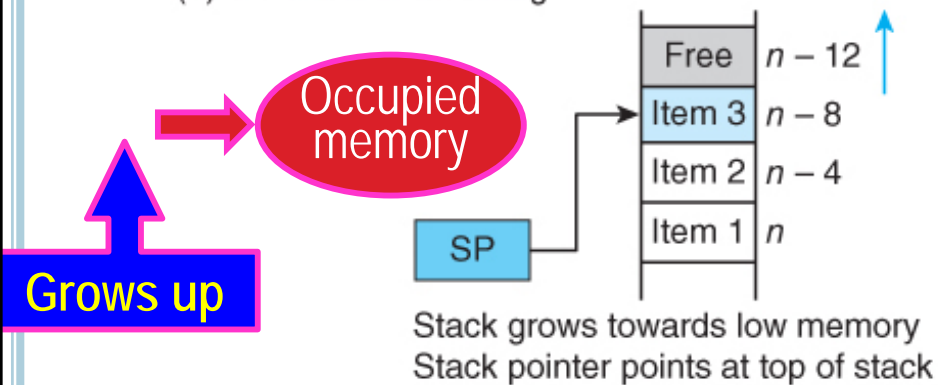 Occupied
memory
Grows up
SP
Free n – 12
Item 3 n – 8
Item 2 n – 4
Item 1 n
Stack grows towards low memory
Stack pointer points at top of stack